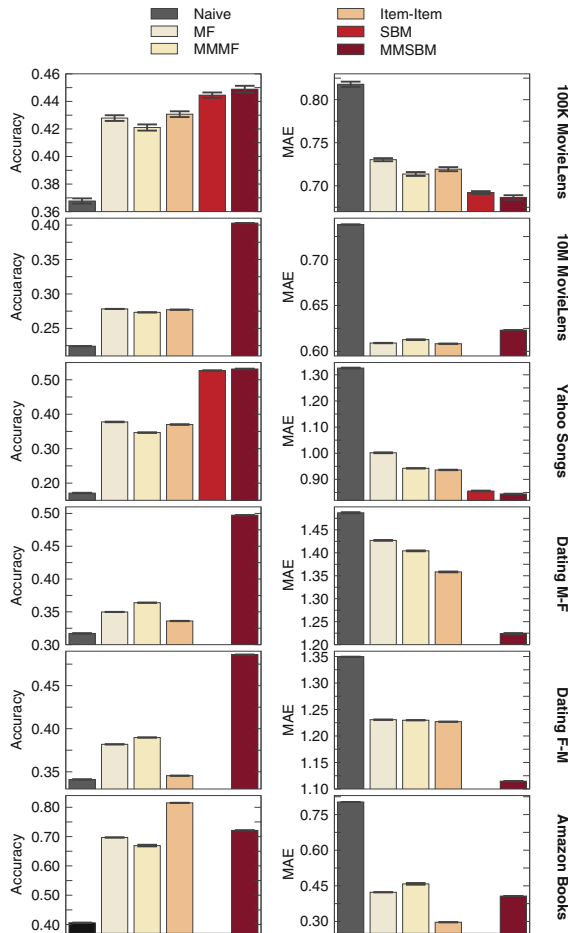 Naive
MF
MMMF
Item-Item
SBM
MMSBM
Accuracy
0.46
0.44
0.42
0.40
0.38
0.36
MAE
0.80
0.75
0.70
100K MovieLens
Accuaracy
0.40
0.35
0.30
0.25
MAE
0.70
0.65
0.60
10M MovieLens
Accuracy
0.50
0.40
0.30
0.20
MAE
1.30
1.20
1.10
1.00
0.90
Yahoo Songs
Accuracy
0.50
0.45
0.40
0.35
0.30
MAE
1.45
1.40
1.35
1.30
1.25
1.20
Dating M-F
Accuracy
0.45
0.40
0.35
MAE
1.35
1.30
1.25
1.20
1.15
1.10
Dating F-M
Accuracy
0.80
0.70
0.60
0.50
0.40
MAE
0.75
0.60
0.45
0.30
Amazon Books